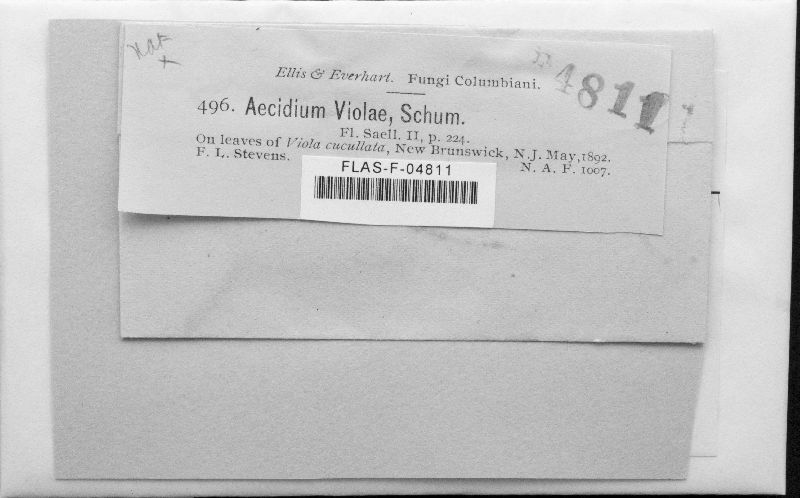 Ellis & Everhart. Fungi Columbiani.
4811
496. Aecidium Violae, Schum.
Fl. Saell. II, p. 224.
On leaves of Viola cucullata, New Brunswick, N.J. May, 1892.
F. L. Stevens.
N. A. F. 1007.
FLAS-F-04811